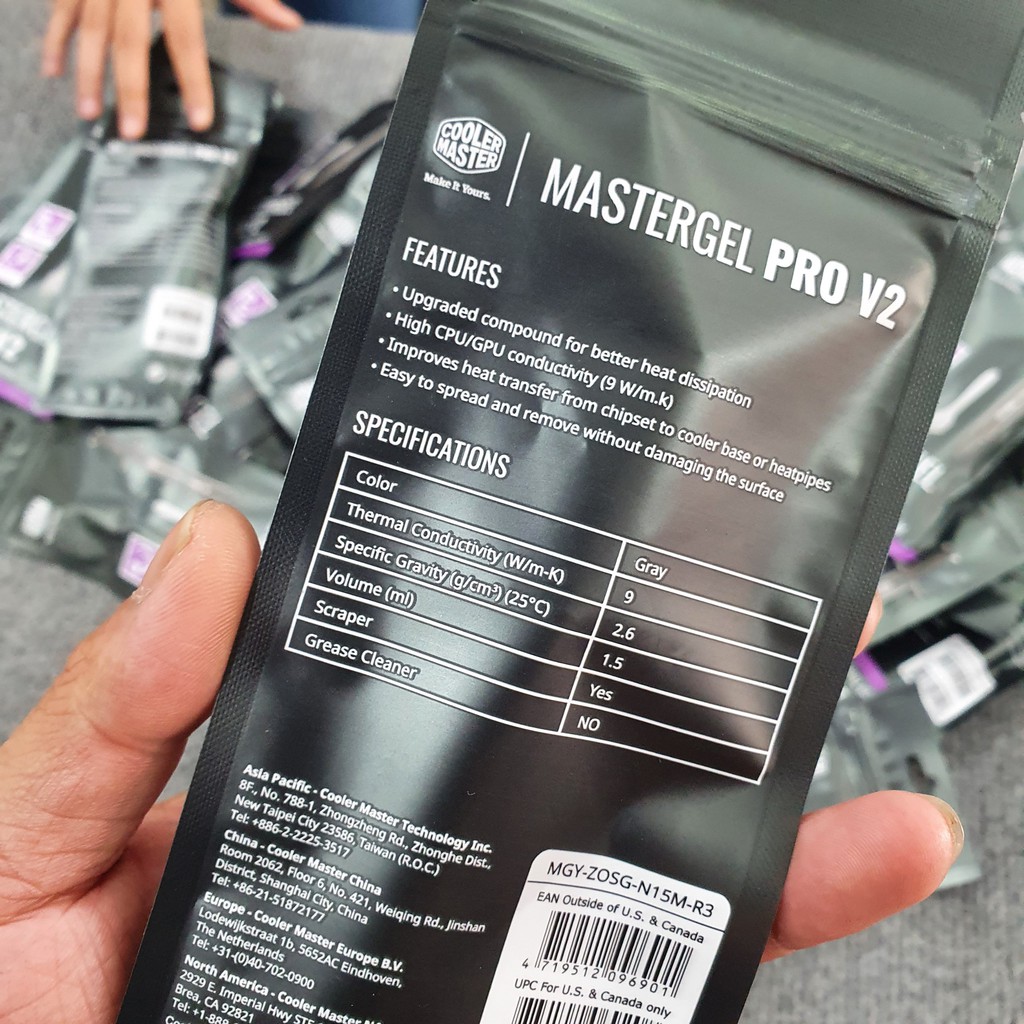 COOLER
MASTER
Make It Yours.
MASTERGEL PRO V2
FEATURES
• Upgraded compound for better heat dissipation
• High CPU/GPU conductivity (9 W/m.k)
• Improves heat transfer from chipset to cooler base or heatpipes
• Easy to spread and remove without damaging the surface
SPECIFICATIONS
Color Gray
Thermal Conductivity (W/m-K) 9
Specific Gravity (g/cm³) (25°C) 2.6
Volume (ml) 1.5
Scraper Yes
Grease Cleaner NO
Asia Pacific - Cooler Master Technology Inc.
8F., No. 788-1, Zhongzheng Rd., Zhonghe Dist.,
New Taipei City 23586, Taiwan (R.O.C.)
Tel: +886-2-2225-3517
China - Cooler Master China
Room 2062, Floor 6, No. 421, Weiqing Rd., Jinshan
District, Shanghai City, China
Tel: +86-21-51872177
Europe - Cooler Master Europe B.V.
Lodewijkstraat 1b, 5652AC Eindhoven,
The Netherlands
Tel: +31-(0)40-702-0900
North America - Cooler Master
2929 E. Imperial Hwy STE
Brea, CA 92821
Tel: +1-888
MGY-ZOSG-N15M-R3
EAN Outside of U.S. & Canada
4 719512 096901
UPC For U.S. & Canada only